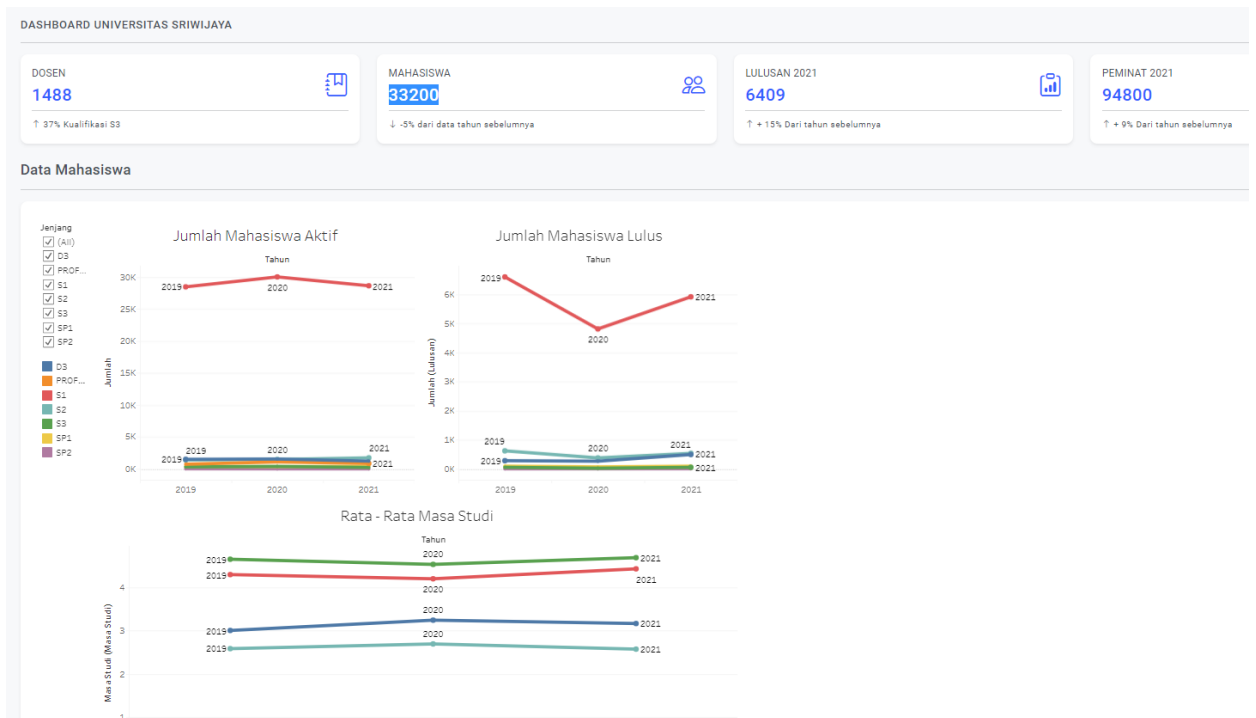 DASHBOARD UNIVERSITAS SRIWIJAYA
DOSEN
1488
↑ 37% Kualifikasi S3
MAHASISWA
33200
↓ -5% dari data tahun sebelumnya
LULUSAN 2021
6409
↑ + 15% Dari tahun sebelumnya
PEMINAT 2021
94800
↑ + 9% Dari tahun sebelumnya
Data Mahasiswa
Jenjang
(All)
D3
PROF...
S1
S2
S3
SP1
SP2
D3
PROF...
S1
S2
S3
SP1
SP2
Jumlah Mahasiswa Aktif
Tahun
Jumlah
30K
25K
20K
15K
10K
5K
0K
2019
2020
2021
2019
2020
2021
2019
2021
2019
2020
2021
Jumlah Mahasiswa Lulus
Tahun
Jumlah (Lulusan)
6K
5K
4K
3K
2K
1K
0K
2019
2020
2021
2019
2020
2021
2019
2021
2021
2019
2020
2021
Rata - Rata Masa Studi
Tahun
Masa Studi (Masa Studi)
4
3
2
1
2019
2020
2021
2019
2020
2021
2019
2020
2021
2019
2020
2021